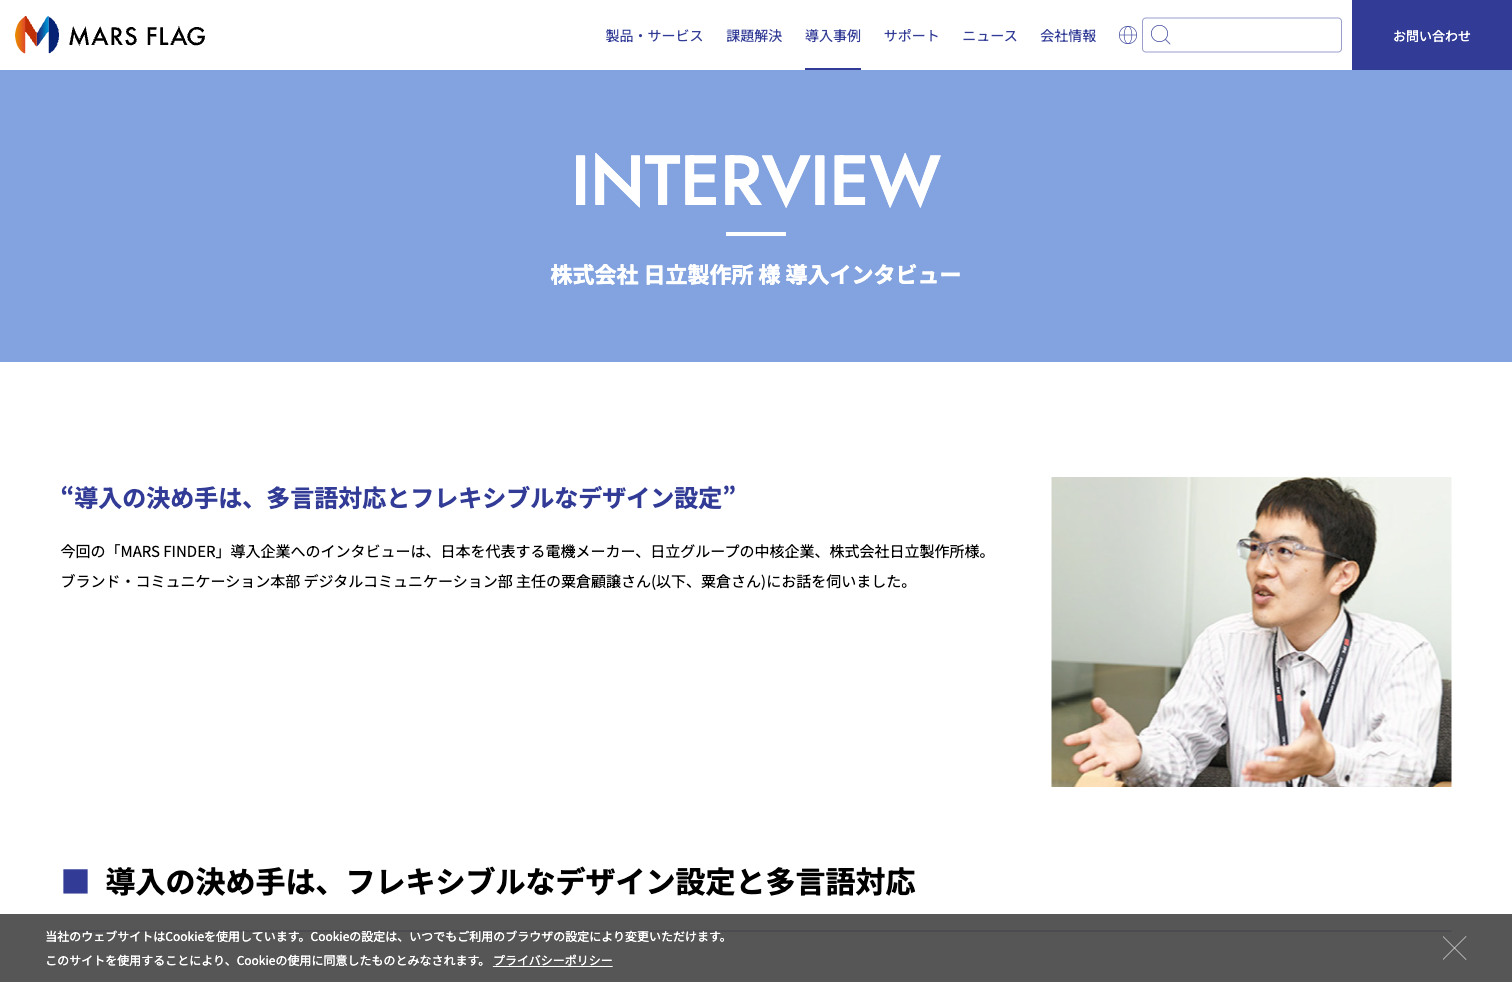 MARS FLAG
製品・サービス 課題解決 導入事例 サポート ニュース 会社情報
お問い合わせ
INTERVIEW
株式会社 日立製作所 様 導入インタビュー
“導入の決め手は、多言語対応とフレキシブルなデザイン設定”
今回の「MARS FINDER」導入企業へのインタビューは、日本を代表する電機メーカー、日立グループの中核企業、株式会社日立製作所様。
ブランド・コミュニケーション本部 デジタルコミュニケーション部 主任の粟倉顧譲さん(以下、粟倉さん)にお話を伺いました。
■ 導入の決め手は、フレキシブルなデザイン設定と多言語対応
当社のウェブサイトはCookieを使用しています。Cookieの設定は、いつでもご利用のブラウザの設定により変更いただけます。
このサイトを使用することにより、Cookieの使用に同意したものとみなされます。 プライバシーポリシー